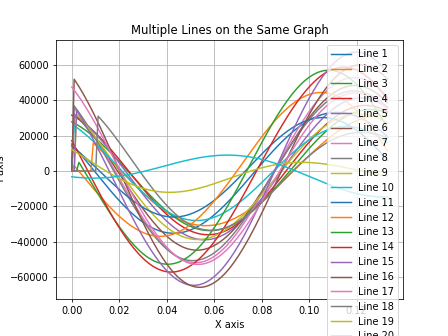 Multiple Lines on the Same Graph
60000
40000
20000
0
−20000
−40000
−60000
axis
0.00
0.02
0.04
0.06
0.08
0.10
X axis
Line 1
Line 2
Line 3
Line 4
Line 5
Line 6
Line 7
Line 8
Line 9
Line 10
Line 11
Line 12
Line 13
Line 14
Line 15
Line 16
Line 17
Line 18
Line 19
Line 20